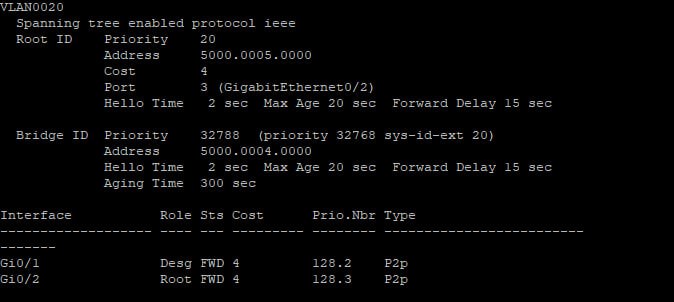 VLAN0020
  Spanning tree enabled protocol ieee
  Root ID    Priority    20
             Address     5000.0005.0000
             Cost        4
             Port        3 (GigabitEthernet0/2)
             Hello Time   2 sec  Max Age 20 sec  Forward Delay 15 sec
  Bridge ID  Priority    32788  (priority 32768 sys-id-ext 20)
             Address     5000.0004.0000
             Hello Time   2 sec  Max Age 20 sec  Forward Delay 15 sec
             Aging Time  300 sec
Interface           Role Sts Cost      Prio.Nbr Type
------------------- ---- --- --------- -------- -------------------------
-------
Gi0/1               Desg FWD 4         128.2    P2p
Gi0/2               Root FWD 4         128.3    P2p